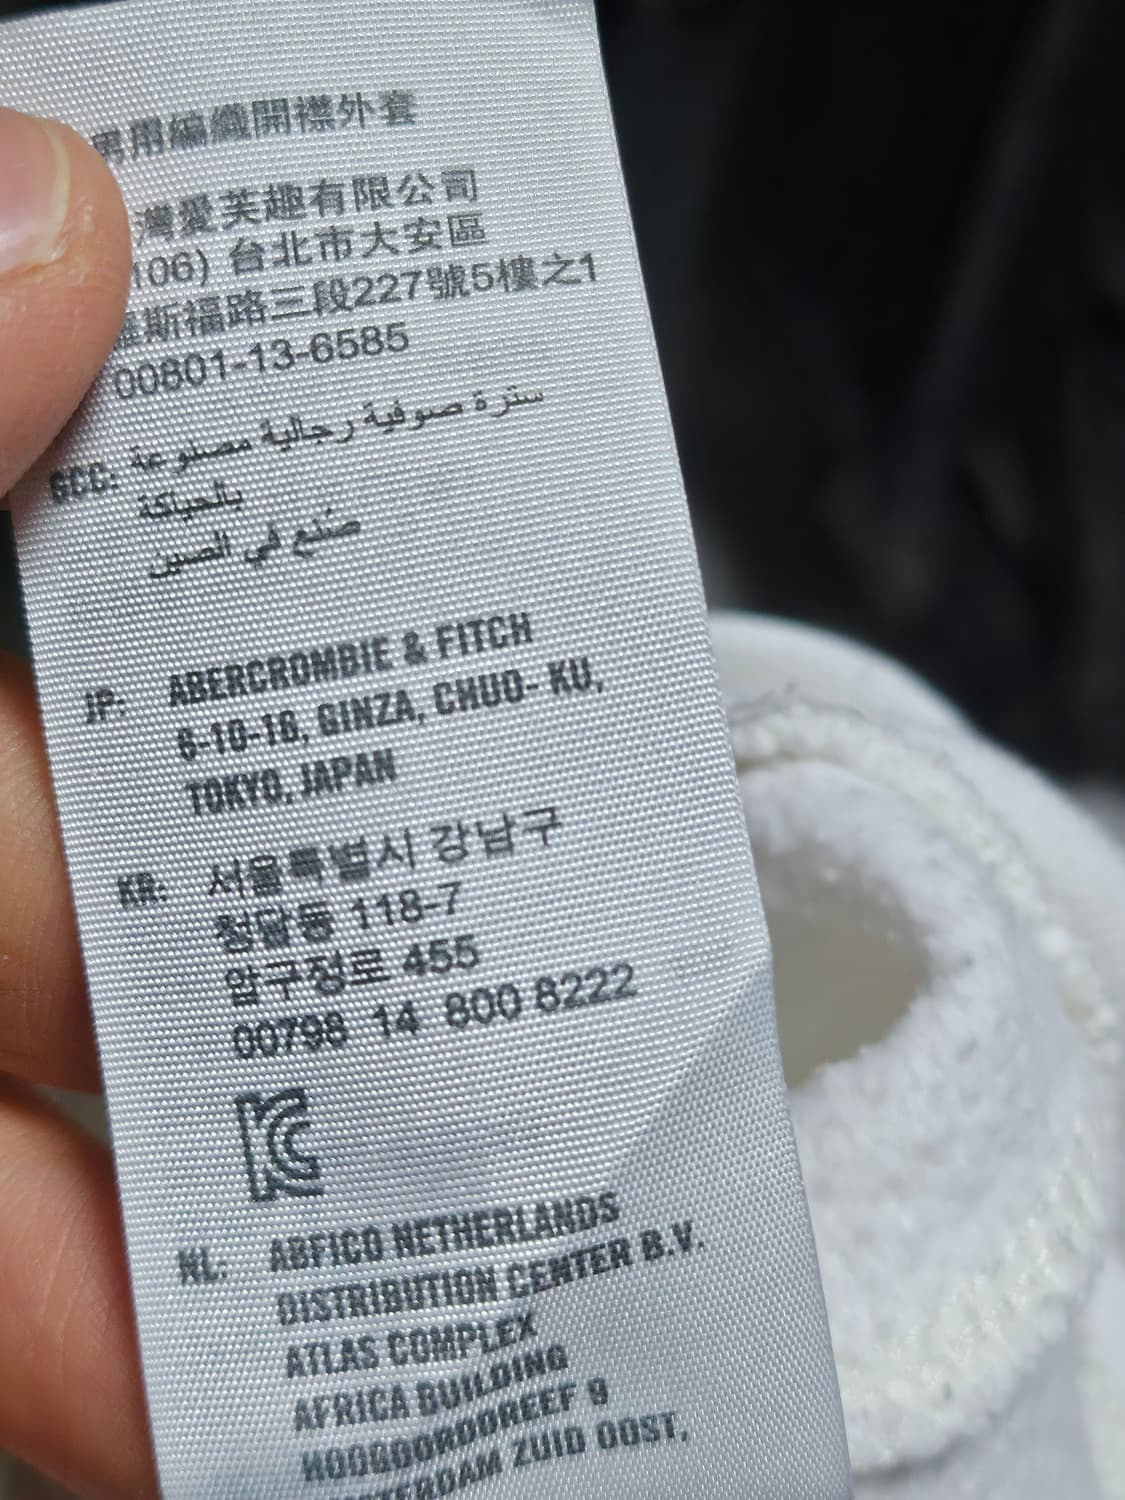 男用編織開襟外套
灣愛芙趣有限公司
106) 台北市大安區
羅斯福路三段227號5樓之1
00801-13-6585
GCC: سترة صوفية رجالية مصنوعة
بالحياكة
صُنع في الصين
JP: ABERCROMBIE & FITCH
6-10-16, GINZA, CHUO- KU,
TOKYO, JAPAN
KR: 서울특별시 강남구
청담동 118-7
압구정로 455
00798 14 800 8222
NL: ABFICO NETHERLANDS
DISTRIBUTION CENTER B.V.
ATLAS COMPLEX
AFRICA BUILDING
HOOGOORDDREEF 9
AMSTERDAM ZUID OOST,